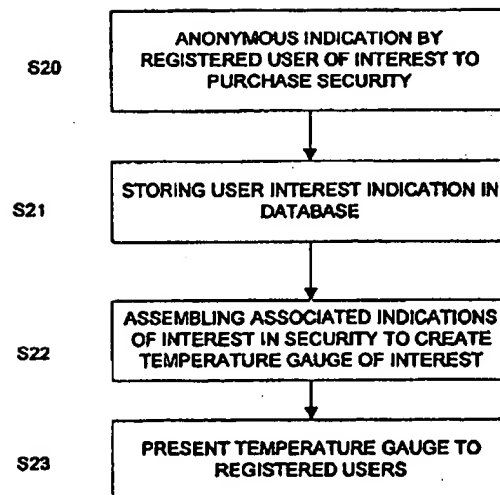 S20
ANONYMOUS INDICATION BY
REGISTERED USER OF INTEREST TO
PURCHASE SECURITY
S21
STORING USER INTEREST INDICATION IN
DATABASE
S22
ASSEMBLING ASSOCIATED INDICATIONS
OF INTEREST IN SECURITY TO CREATE
TEMPERATURE GAUGE OF INTEREST
S23
PRESENT TEMPERATURE GAUGE TO
REGISTERED USERS